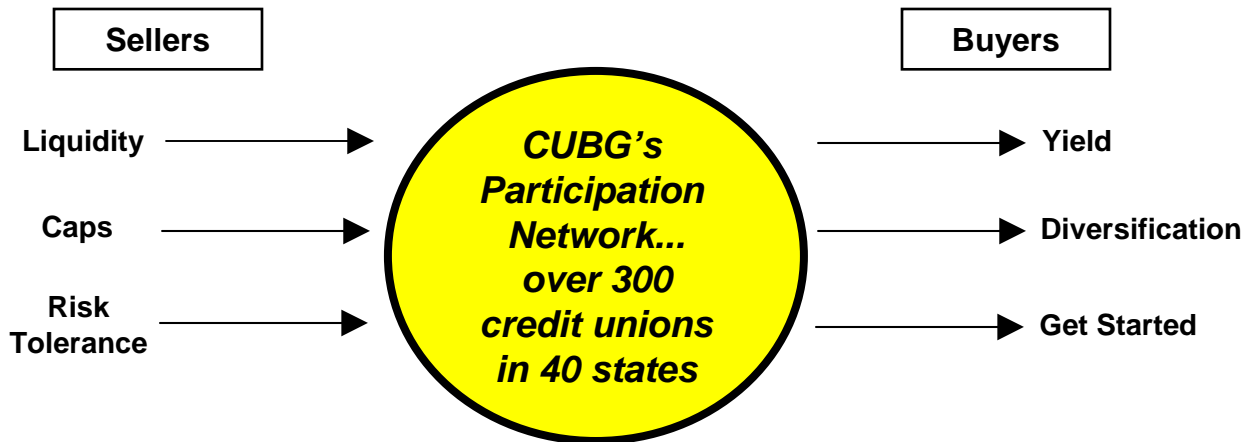 Sellers
Buyers
Liquidity
Caps
Risk
Tolerance
CUBG's
Participation
Network...
over 300
credit unions
in 40 states
Yield
Diversification
Get Started